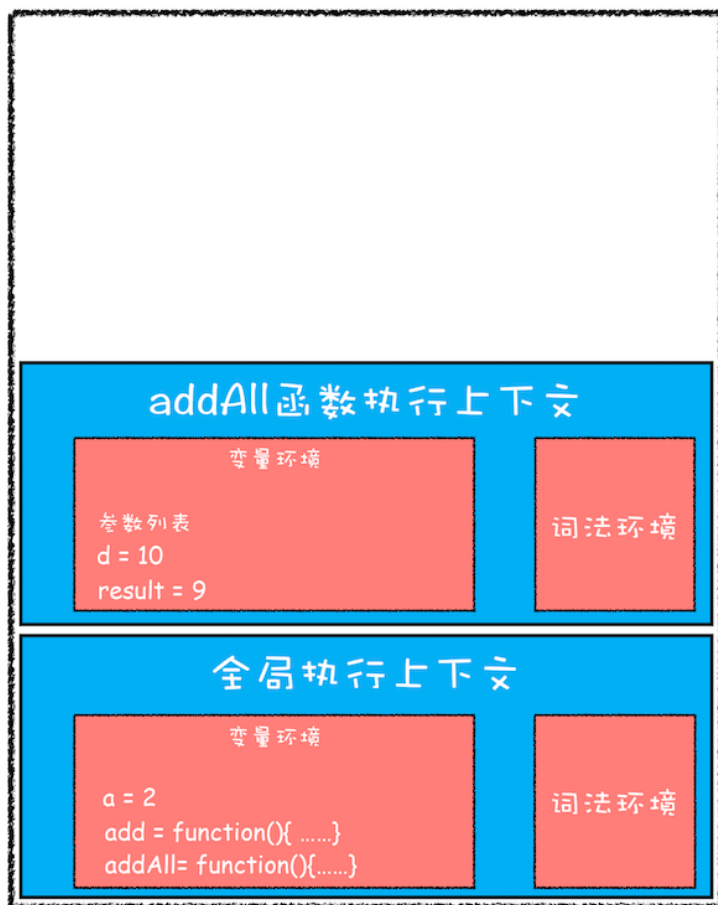 addAll函数执行上下文
变量环境
参数列表
d = 10
result = 9
词法环境
全局执行上下文
变量环境
a = 2
add = function(){ ......}
addAll= function(){......}
词法环境